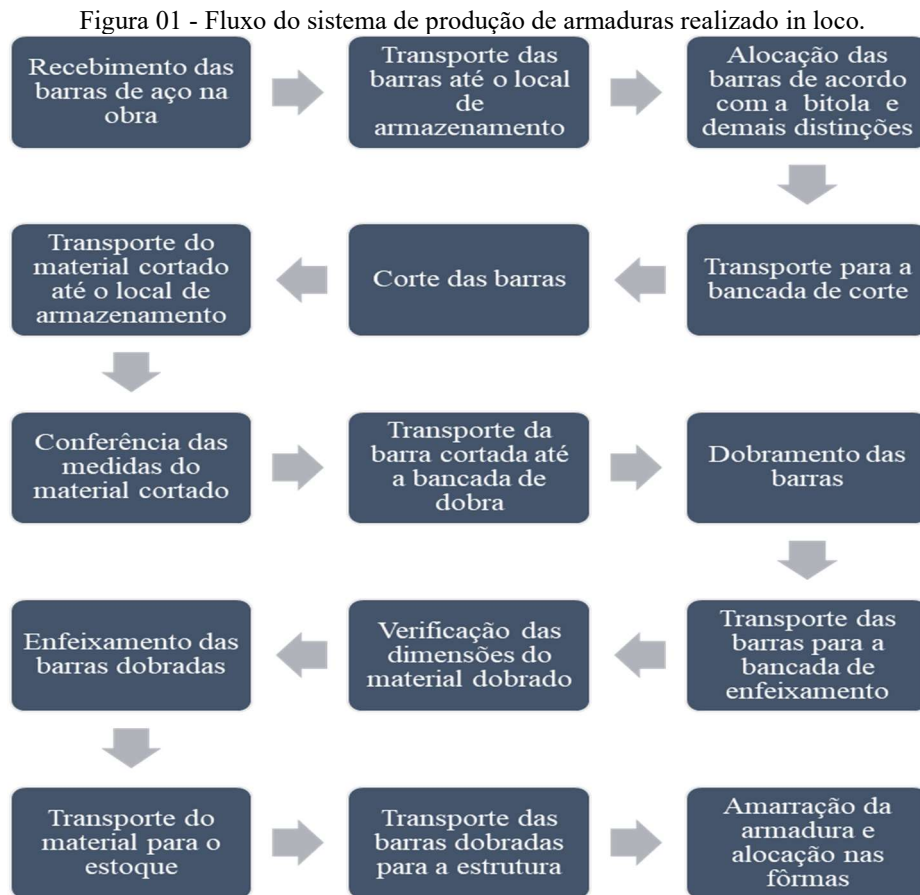 Figura 01 - Fluxo do sistema de produção de armaduras realizado in loco.
Recebimento das
barras de aço na
obra
Transporte das
barras até o local
de
armazenamento
Alocação das
barras de acordo
com a bitola e
demais distinções
Transporte para a
bancada de corte
Corte das barras
Transporte do
material cortado
até o local de
armazenamento
Conferência das
medidas do
material cortado
Transporte da
barra cortada até
a bancada de
dobra
Dobramento das
barras
Transporte das
barras para a
bancada de
enfeixamento
Verificação das
dimensões do
material dobrado
Enfeixamento das
barras dobradas
Transporte do
material para o
estoque
Transporte das
barras dobradas
para a estrutura
Amarração da
armadura e
alocação nas
fôrmas